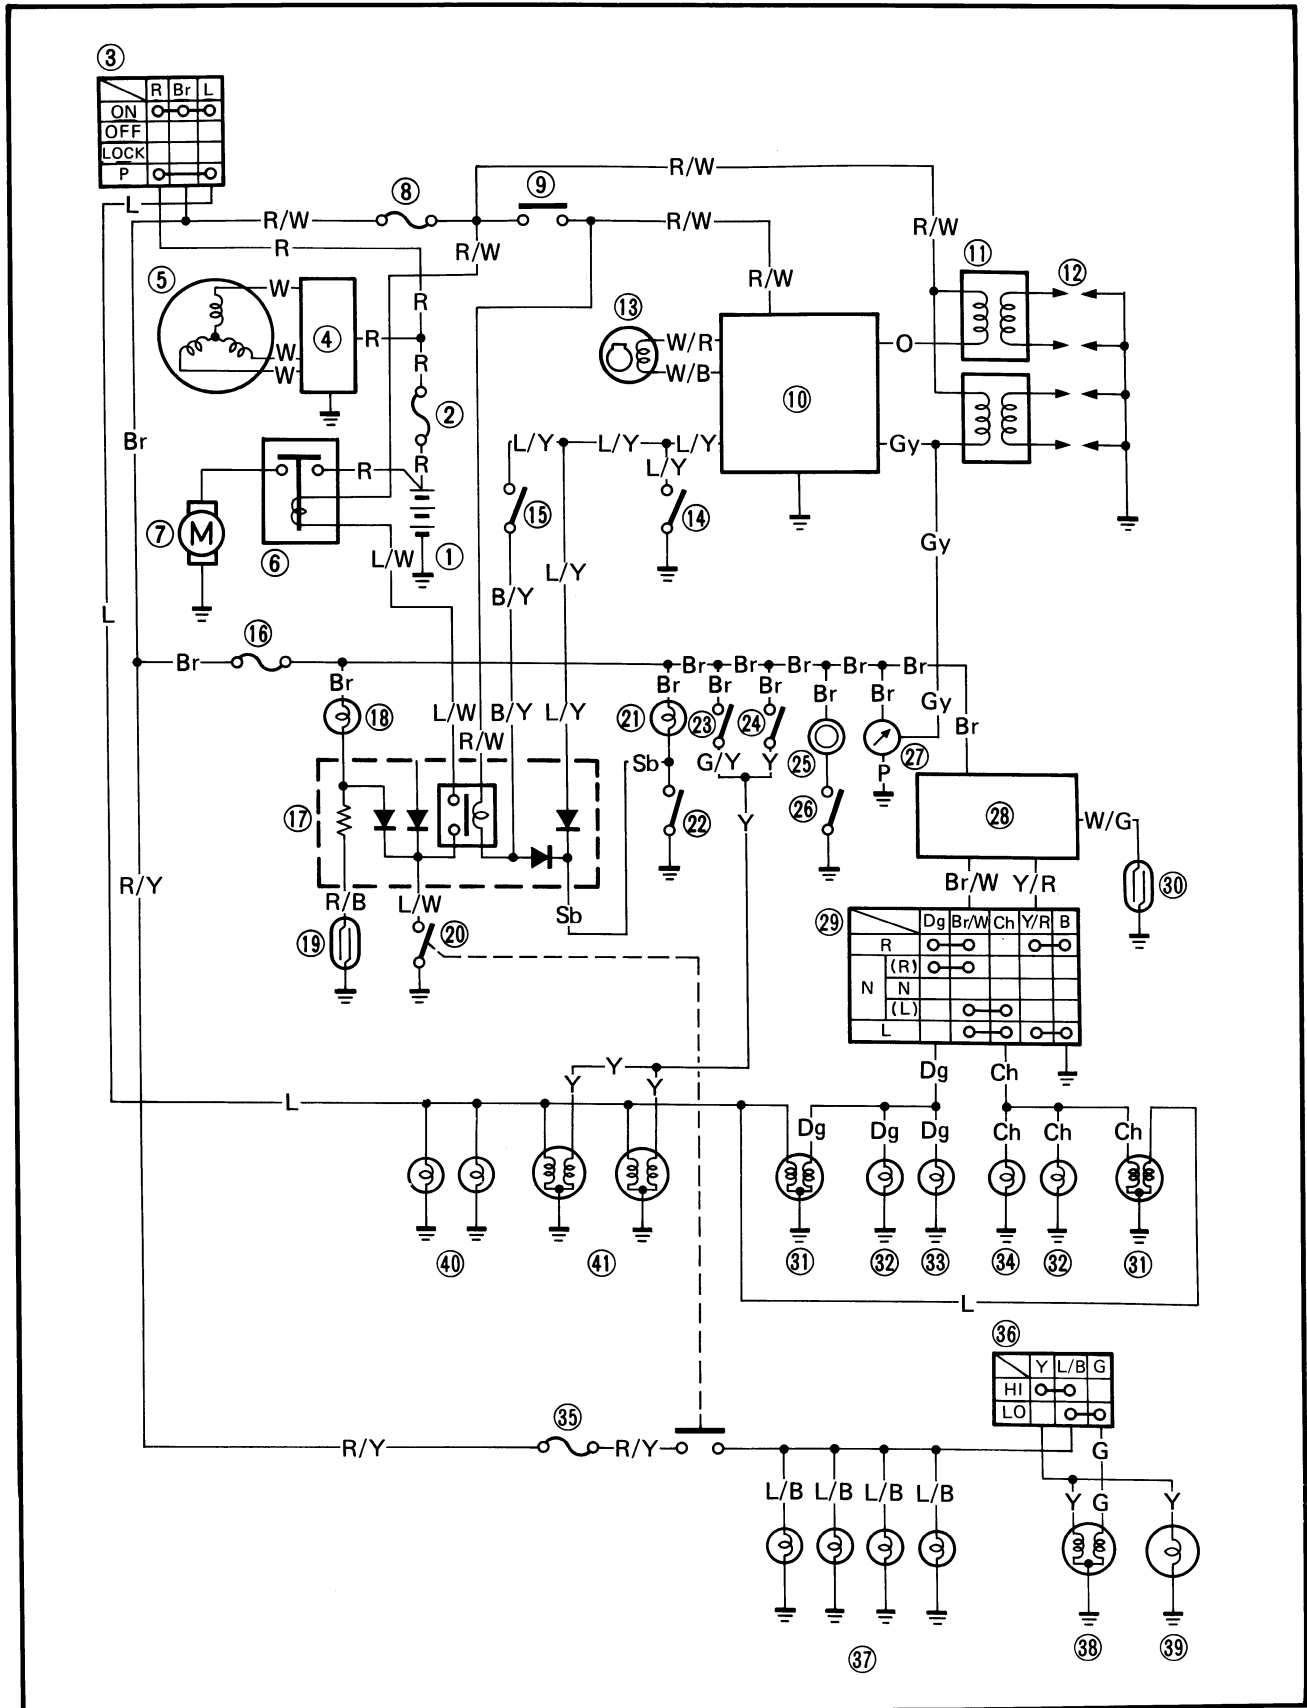 ③
R Br L
ON
OFF
LOCK
P
L
R/W
⑧
⑨
R/W
R/W
R/W
R/W
R
R/W
⑤
W
④
R
R
W
W
R
②
R
⑬
W/R
W/B
⑩
R/W
⑪
⑫
O
Gy
Br
⑥
R
L/Y
L/Y
L/Y
L/Y
⑦
M
①
⑮
⑭
L/W
L/Y
B/Y
Gy
L
⑯
Br
Br
Br
Br
Br
Br
Br
Br
Br
Br
Br
Br
Gy
Br
⑱
L/W
B/Y
L/Y
R/W
㉑
㉓
㉔
㉕
㉗
Sb
G/Y
Y
P
⑰
㉒
㉖
㉘
W/G
Y
R/Y
R/B
L/W
Sb
Br/W
Y/R
㉚
⑲
⑳
㉙
Dg Br/W Ch Y/R B
R
(R)
N
N
(L)
L
Dg
Ch
Y
Y
Y
L
Dg
Dg
Dg
Ch
Ch
Ch
㊵
㊶
㉛
㉜
㉝
㉞
㉜
㉛
L
㊱
Y L/B G
HI
LO
㉟
R/Y
R/Y
G
L/B
L/B
L/B
L/B
Y
G
Y
㊲
㊳
㊴